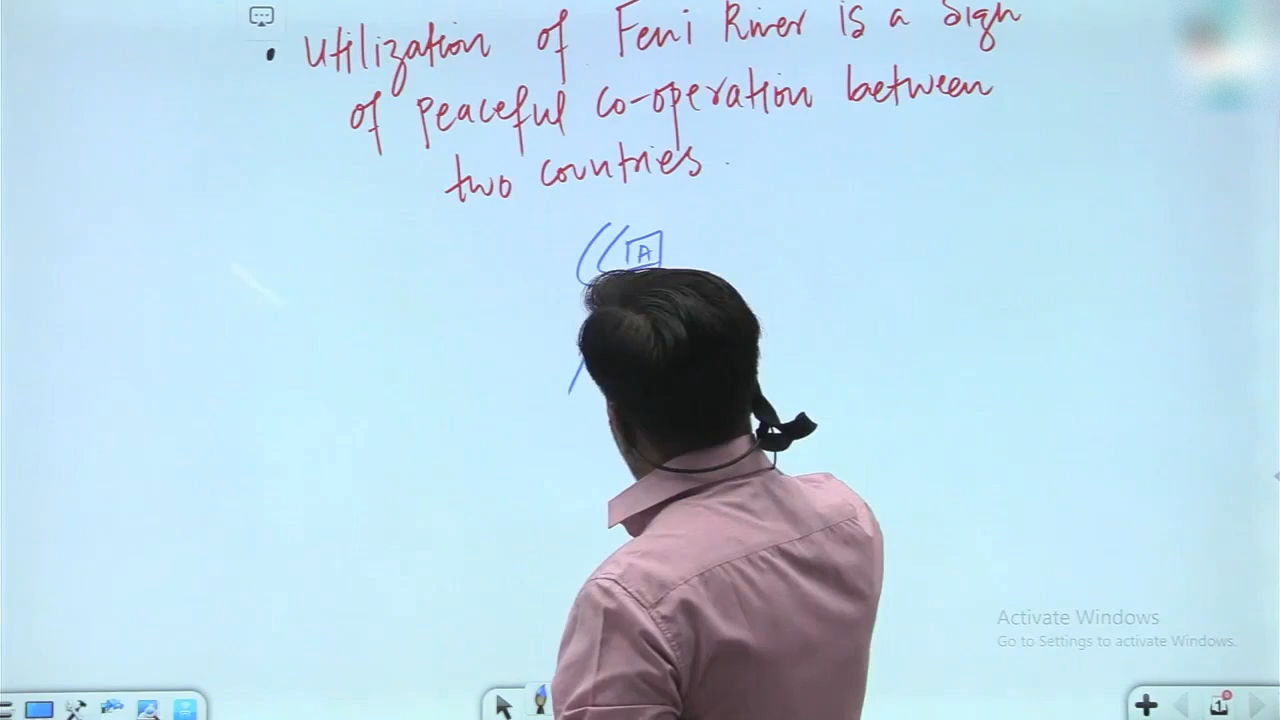 • Utilization of Feni River is a sign
of peaceful co-operation between
two countries.
A
Activate Windows
Go to Settings to activate Windows.
1